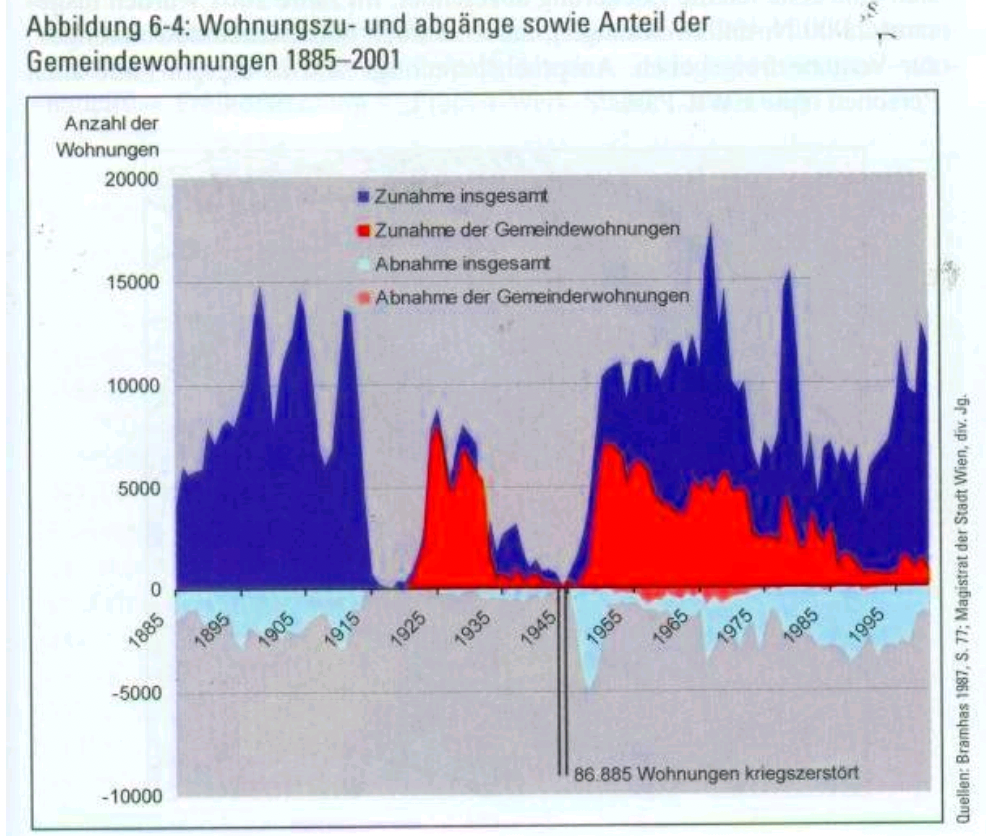 Abbildung 6-4: Wohnungszu- und abgänge sowie Anteil der
Gemeindewohnungen 1885–2001
Anzahl der
Wohnungen
20000
15000
10000
5000
0
-5000
-10000
Zunahme insgesamt
Zunahme der Gemeindewohnungen
Abnahme insgesamt
Abnahme der Gemeinderwohnungen
1885 1895 1905 1915 1925 1935 1945 1955 1965 1975 1985 1995
86.885 Wohnungen kriegszerstört
Quellen: Bramhas 1987, S. 77; Magistrat der Stadt Wien, div. Jg.